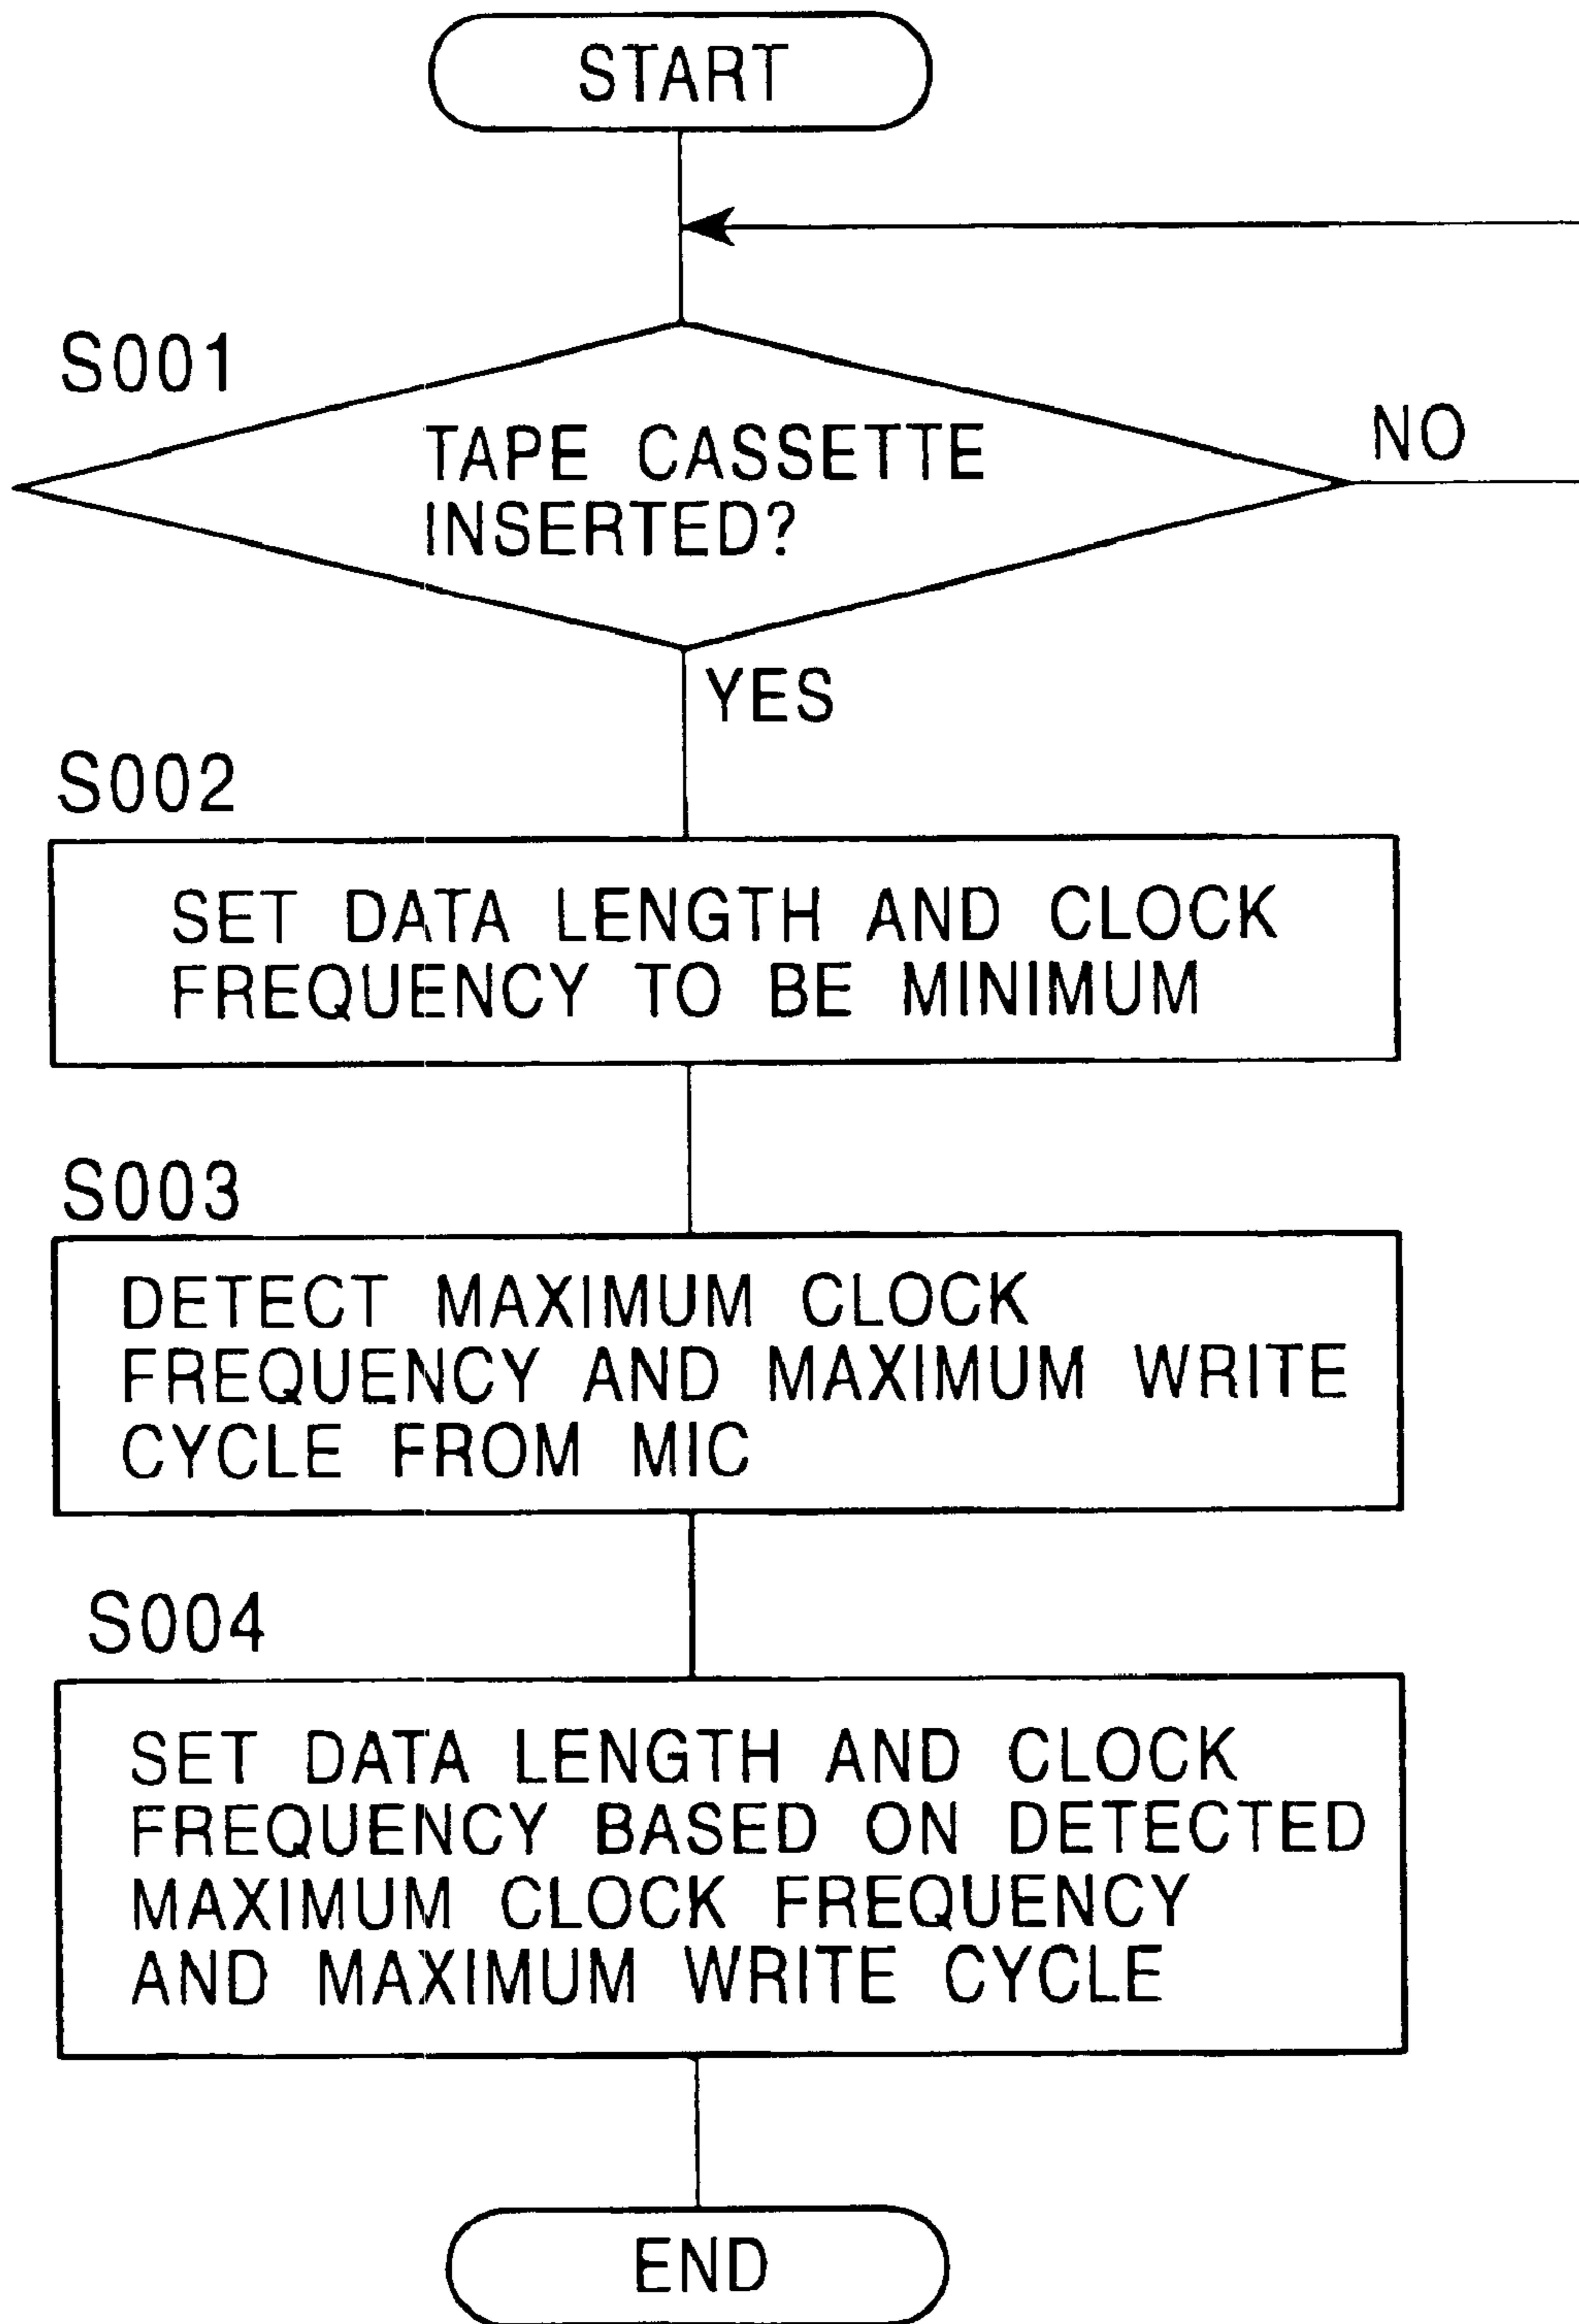 START
S001
TAPE CASSETTE
INSERTED?
NO
YES
S002
SET DATA LENGTH AND CLOCK
FREQUENCY TO BE MINIMUM
S003
DETECT MAXIMUM CLOCK
FREQUENCY AND MAXIMUM WRITE
CYCLE FROM MIC
S004
SET DATA LENGTH AND CLOCK
FREQUENCY BASED ON DETECTED
MAXIMUM CLOCK FREQUENCY
AND MAXIMUM WRITE CYCLE
END